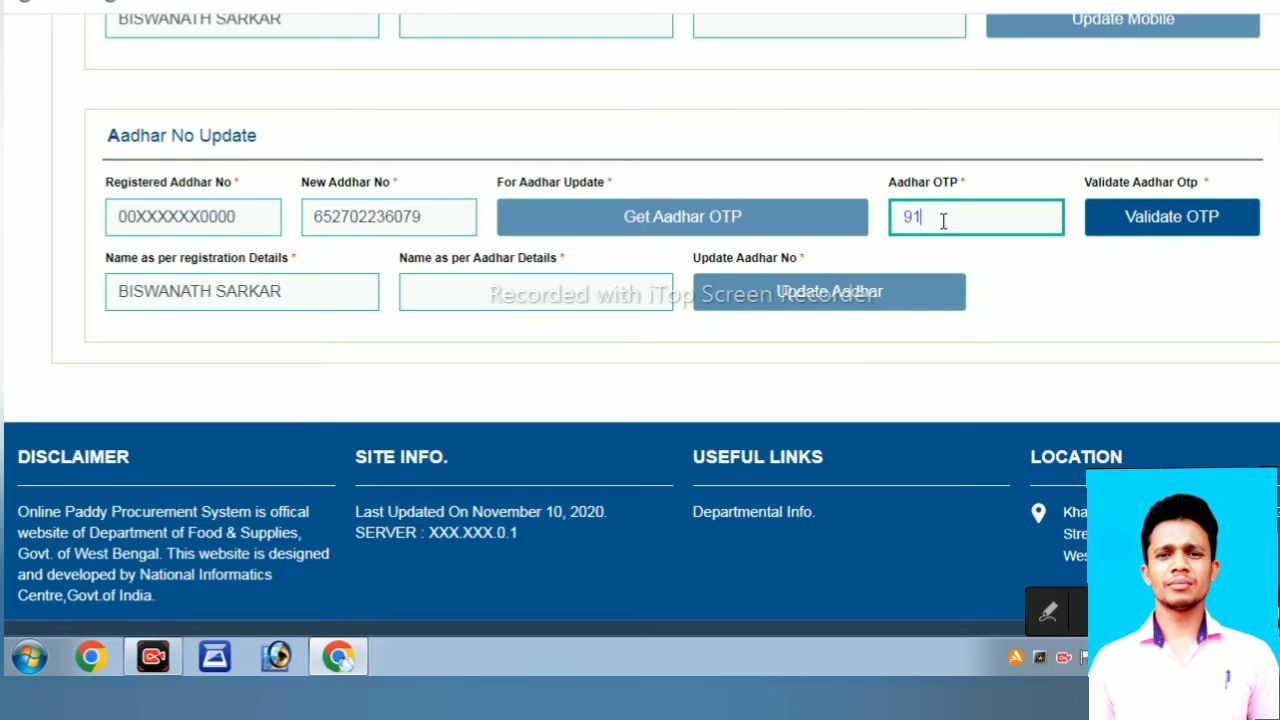 BISWANATH SARKAR
Update Mobile
Aadhar No Update
Registered Addhar No *
New Addhar No *
For Aadhar Update *
Aadhar OTP *
Validate Aadhar Otp *
00XXXXXX0000
652702236079
Get Aadhar OTP
91
Validate OTP
Name as per registration Details *
Name as per Aadhar Details *
Update Aadhar No *
BISWANATH SARKAR
Update Aadhar
Recorded with iTop Screen Recorder
DISCLAIMER
Online Paddy Procurement System is offical
website of Department of Food & Supplies,
Govt. of West Bengal. This website is designed
and developed by National Informatics
Centre,Govt.of India.
SITE INFO.
Last Updated On November 10, 2020.
SERVER : XXX.XXX.0.1
USEFUL LINKS
Departmental Info.
LOCATION
Kha
Stre
Wes